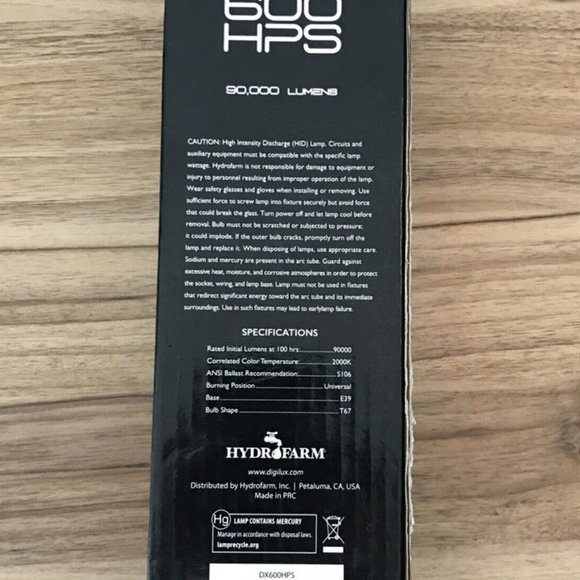 600
HPS
90,000 LUMENS
CAUTION: High Intensity Discharge (HID) Lamp. Circuits and
auxiliary equipment must be compatible with the specific lamp
wattage. Hydrofarm is not responsible for damage to equipment or
injury to personnel resulting from improper operation of the lamp.
Wear safety glasses and gloves when installing or removing. Use
sufficient force to screw lamp into fixture securely but avoid force
that could break the glass. Turn power off and let lamp cool before
removal. Bulb must not be scratched or subjected to pressure;
it could implode. If the outer bulb cracks, promptly turn off the
lamp and replace it. When disposing of lamps, use appropriate care.
Sodium and mercury are present in the arc tube. Guard against
excessive heat, moisture, and corrosive atmospheres in order to protect
the socket, wiring, and lamp base. Lamp must not be used in fixtures
that redirect significant energy toward the arc tube and its immediate
surroundings. Use in such fixtures may lead to earlylamp failure.
SPECIFICATIONS
Rated Initial Lumens at 100 hrs: 90000
Correlated Color Temperature: 2000K
ANSI Ballast Recommendation: S106
Burning Position Universal
Base E39
Bulb Shape T67
HYDROFARM
www.digilux.com
Distributed by Hydrofarm, Inc. | Petaluma, CA, USA
Made in PRC
Hg LAMP CONTAINS MERCURY
Manage in accordance with disposal laws.
lamprecycle.org
DX600HPS